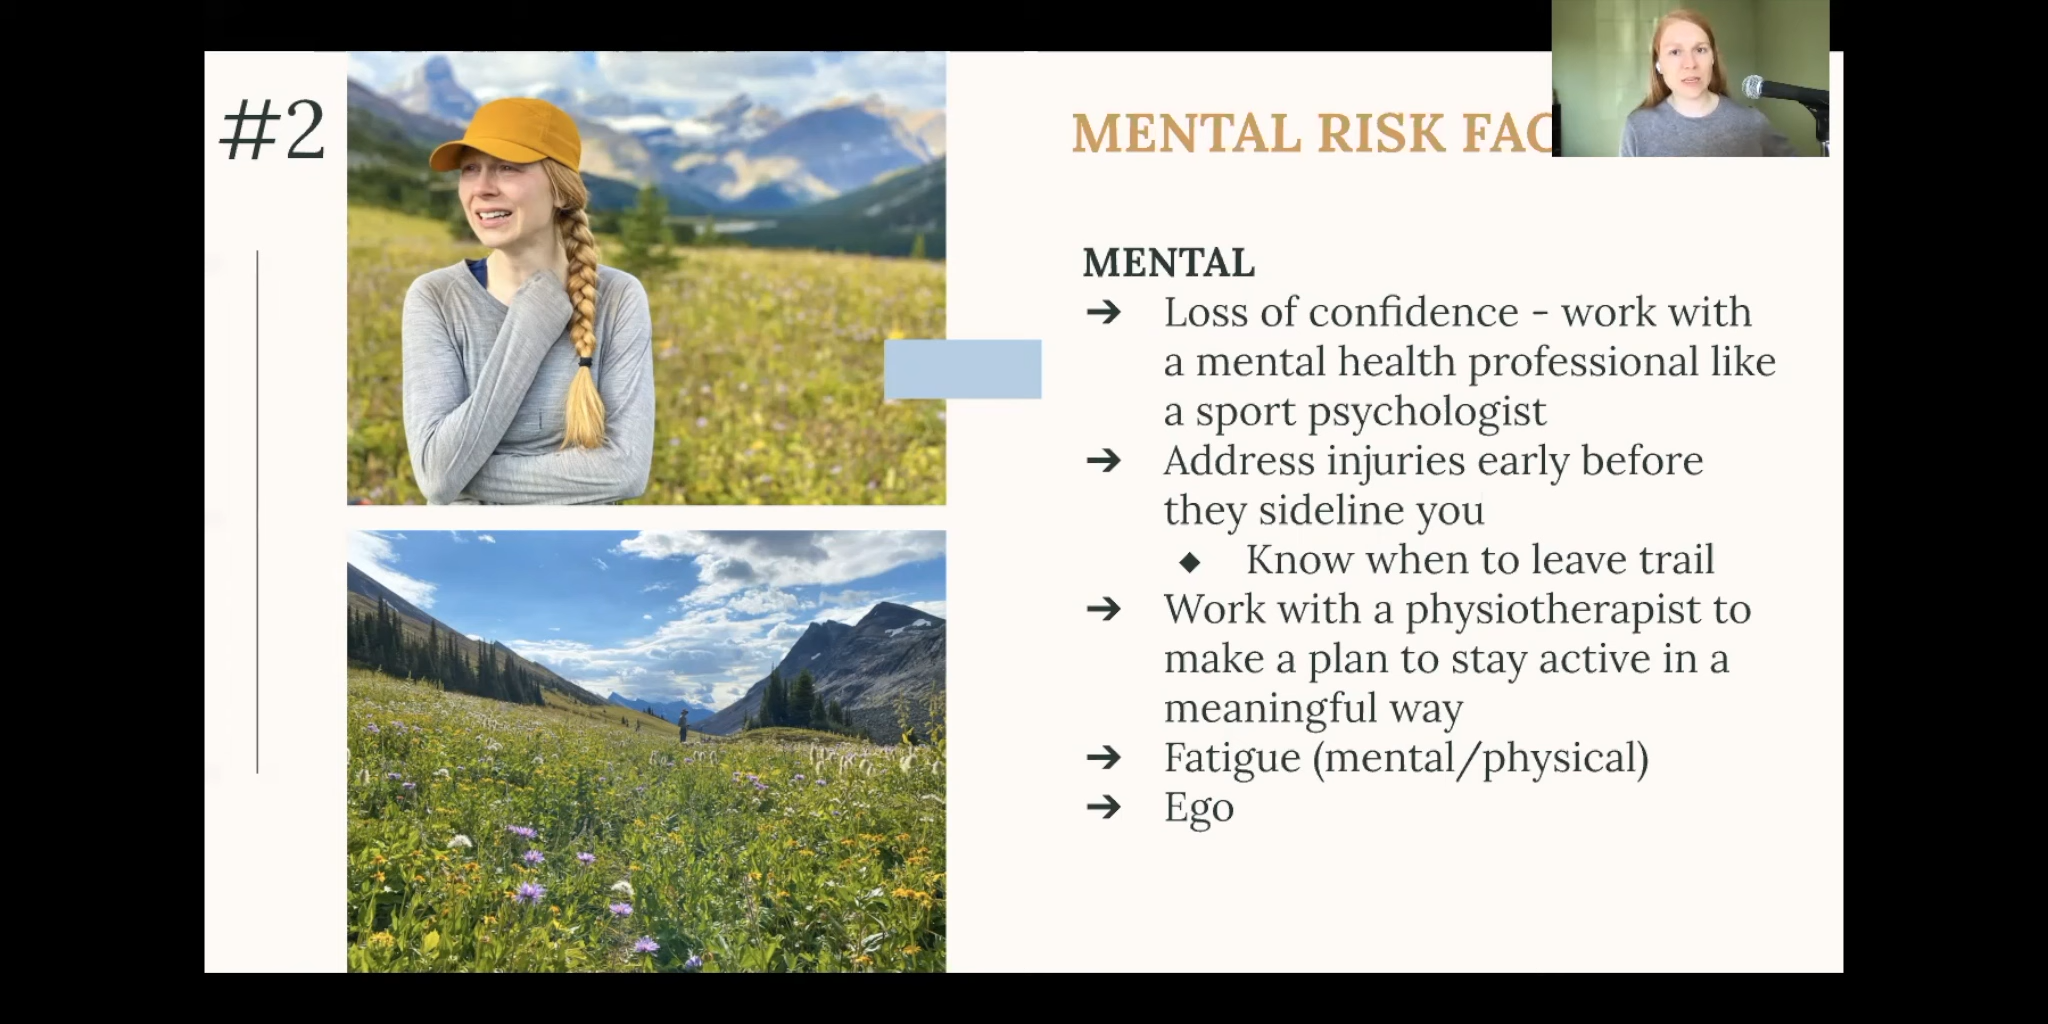 #2
MENTAL RISK FAC
MENTAL
➔ Loss of confidence - work with
a mental health professional like
a sport psychologist
➔ Address injuries early before
they sideline you
◆ Know when to leave trail
➔ Work with a physiotherapist to
make a plan to stay active in a
meaningful way
➔ Fatigue (mental/physical)
➔ Ego